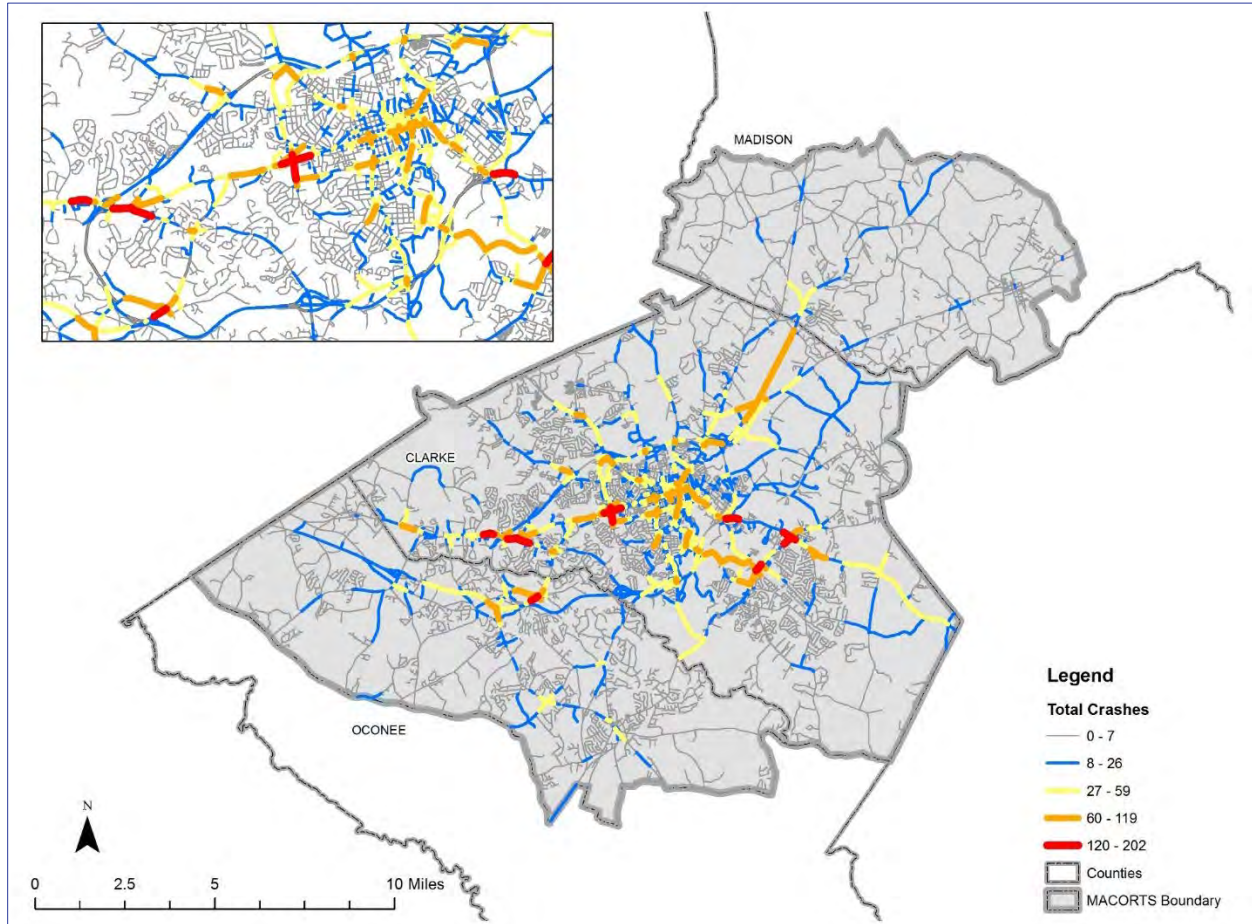 MADISON
CLARKE
OCONEE
N
0 2.5 5 10 Miles
Legend
Total Crashes
0 - 7
8 - 26
27 - 59
60 - 119
120 - 202
Counties
MACORTS Boundary